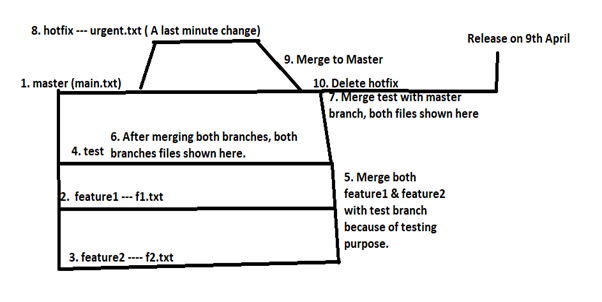 8. hotfix --- urgent.txt ( A last minute change)
Release on 9th April
9. Merge to Master
1. master (main.txt)
10. Delete hotfix
7. Merge test with master
branch, both files shown here
6. After merging both branches, both
branches files shown here.
4. test
5. Merge both
feature1 & feature2
with test branch
because of testing
purpose.
2. feature1 --- f1.txt
3. feature2 ---- f2.txt